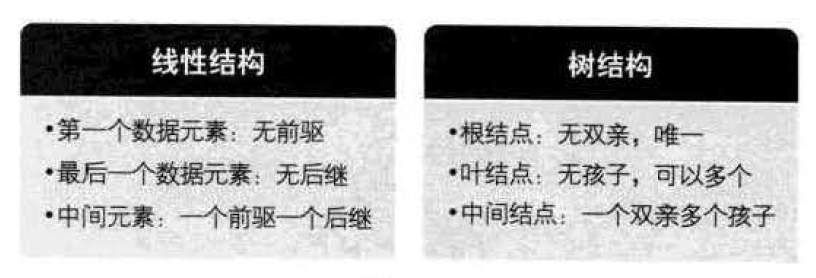 线性结构
•第一个数据元素：无前驱
•最后一个数据元素：无后继
•中间元素：一个前驱一个后继
树结构
•根结点：无双亲，唯一
•叶结点：无孩子，可以多个
•中间结点：一个双亲多个孩子